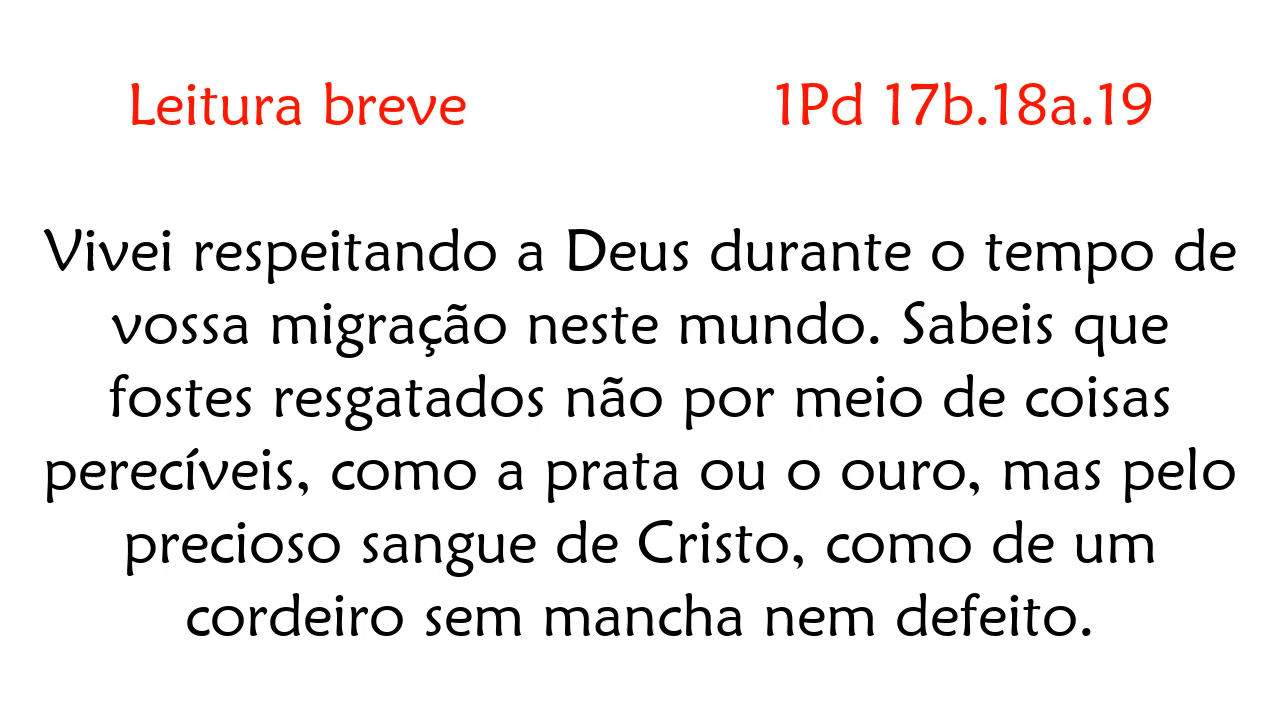 Leitura breve 1Pd 17b.18a.19
Vivei respeitando a Deus durante o tempo de
vossa migração neste mundo. Sabeis que
fostes resgatados não por meio de coisas
perecíveis, como a prata ou o ouro, mas pelo
precioso sangue de Cristo, como de um
cordeiro sem mancha nem defeito.